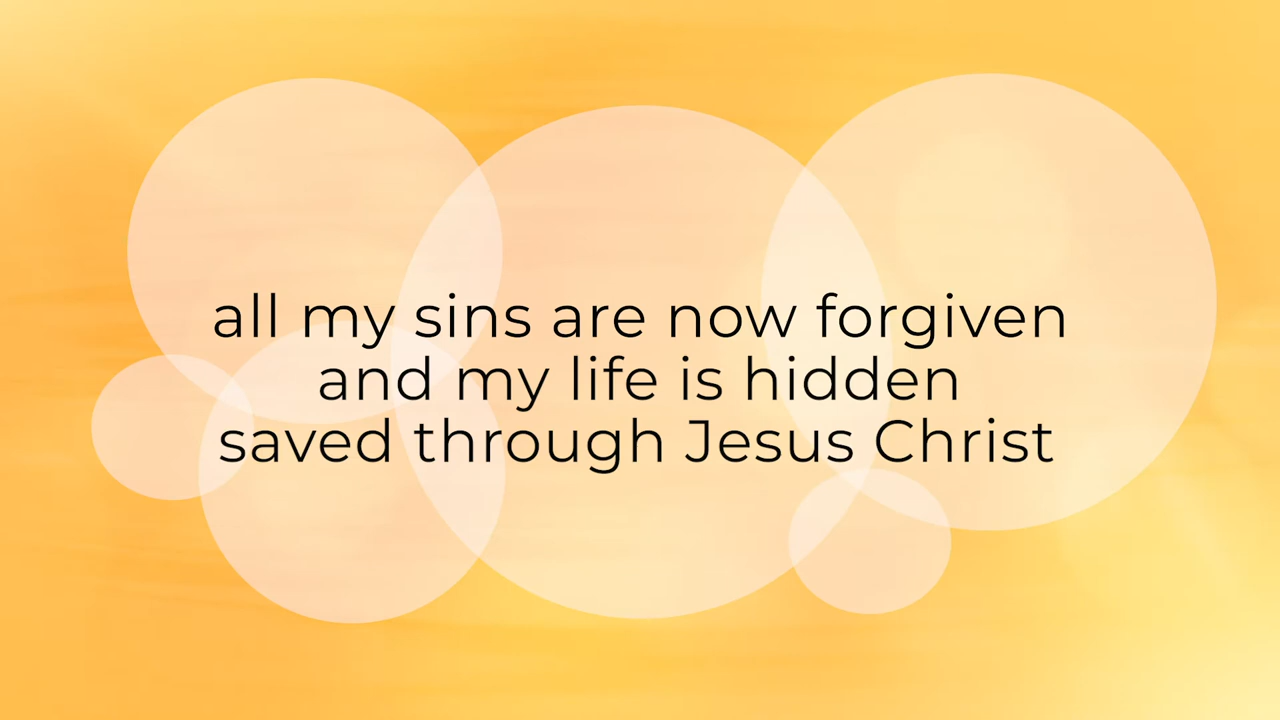 all my sins are now forgiven
and my life is hidden
saved through Jesus Christ